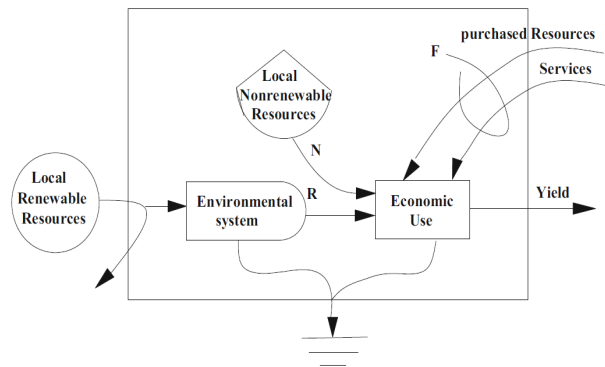 purchased Resources
F
Services
Local
Nonrenewable
Resources
N
Local
Renewable
Resources
R
Environmental
system
Economic
Use
Yield